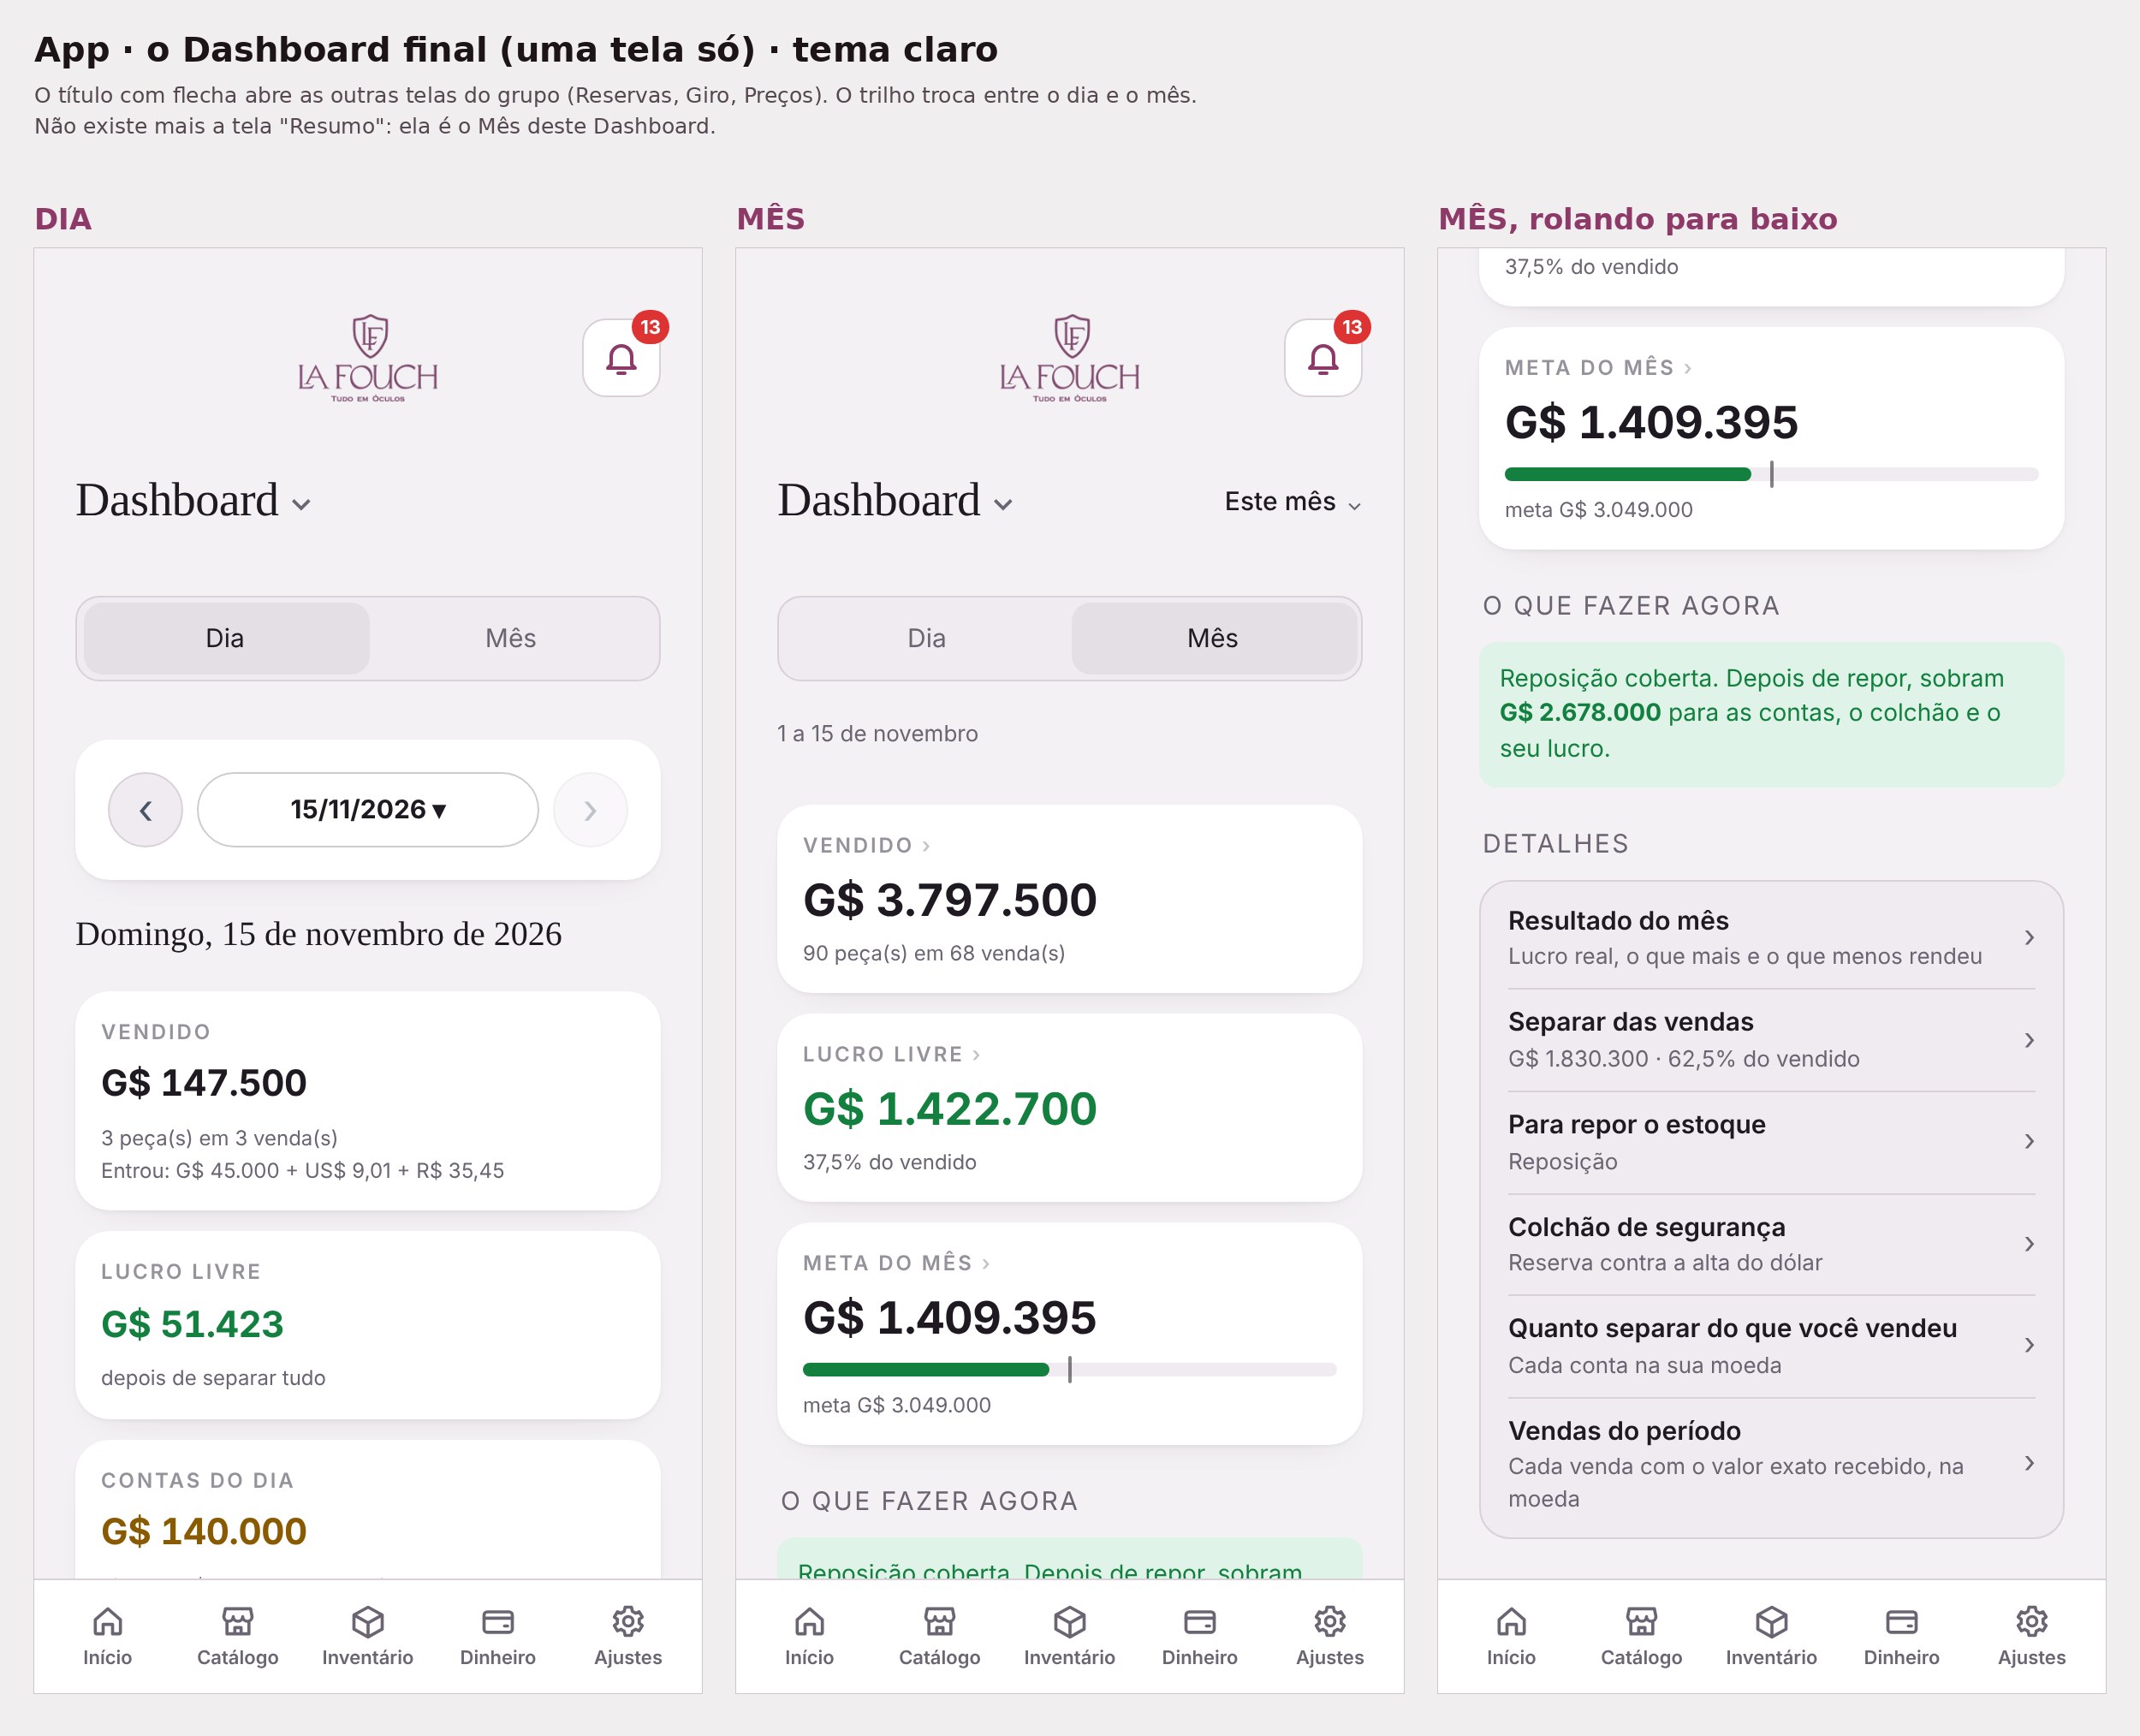 App · o Dashboard final (uma tela só) · tema claro
O título com flecha abre as outras telas do grupo (Reservas, Giro, Preços). O trilho troca entre o dia e o mês.
Não existe mais a tela "Resumo": ela é o Mês deste Dashboard.
DIA
LF
LA FOUCH
TUDO EM ÓCULOS
13
Dashboard
Dia
Mês
15/11/2026 ▾
Domingo, 15 de novembro de 2026
VENDIDO
G$ 147.500
3 peça(s) em 3 venda(s)
Entrou: G$ 45.000 + US$ 9,01 + R$ 35,45
LUCRO LIVRE
G$ 51.423
depois de separar tudo
CONTAS DO DIA
G$ 140.000
Início
Catálogo
Inventário
Dinheiro
Ajustes
MÊS
LF
LA FOUCH
TUDO EM ÓCULOS
13
Dashboard
Este mês
Dia
Mês
1 a 15 de novembro
VENDIDO ›
G$ 3.797.500
90 peça(s) em 68 venda(s)
LUCRO LIVRE ›
G$ 1.422.700
37,5% do vendido
META DO MÊS ›
G$ 1.409.395
meta G$ 3.049.000
O QUE FAZER AGORA
Reposição coberta. Depois de repor, sobram
Início
Catálogo
Inventário
Dinheiro
Ajustes
MÊS, rolando para baixo
37,5% do vendido
META DO MÊS ›
G$ 1.409.395
meta G$ 3.049.000
O QUE FAZER AGORA
Reposição coberta. Depois de repor, sobram
G$ 2.678.000 para as contas, o colchão e o
seu lucro.
DETALHES
Resultado do mês
Lucro real, o que mais e o que menos rendeu
Separar das vendas
G$ 1.830.300 · 62,5% do vendido
Para repor o estoque
Reposição
Colchão de segurança
Reserva contra a alta do dólar
Quanto separar do que você vendeu
Cada conta na sua moeda
Vendas do período
Cada venda com o valor exato recebido, na
moeda
Início
Catálogo
Inventário
Dinheiro
Ajustes